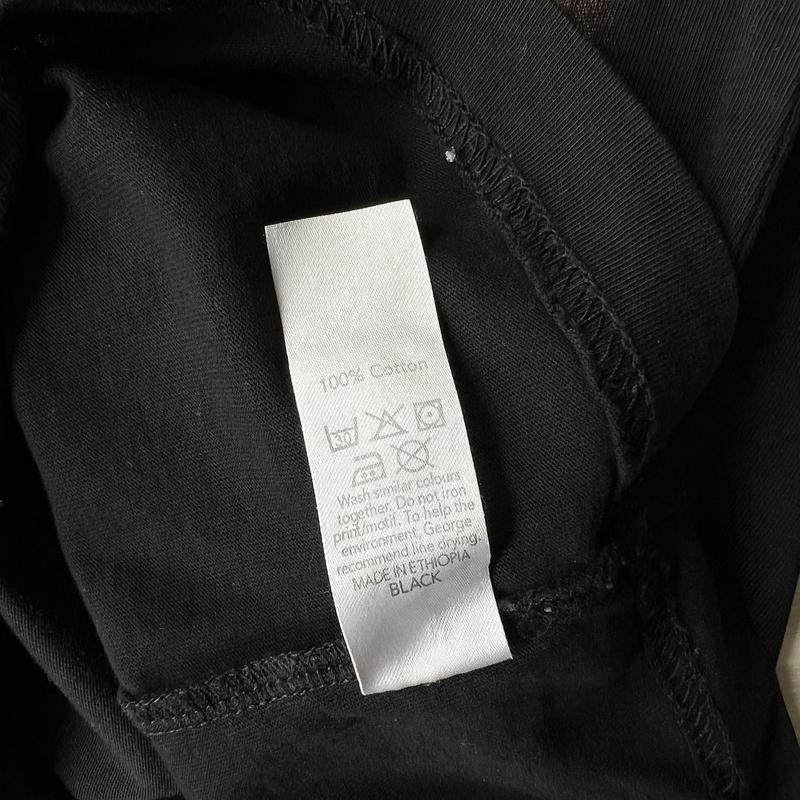 100% Cotton
30
Wash similar colours
together. Do not iron
print/motif. To help the
environment, George
recommend line drying.
MADE IN ETHIOPIA
BLACK